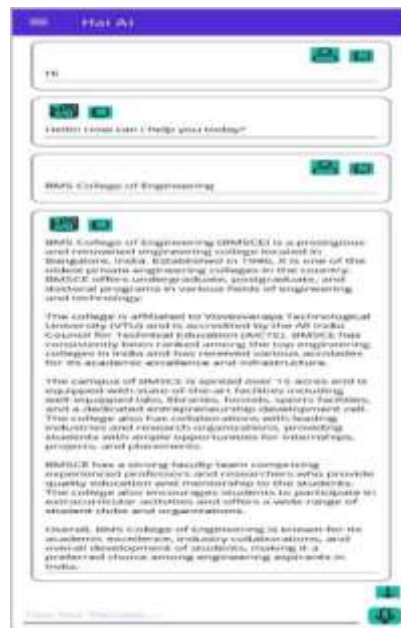 Hai AI
Hi
Hello! How can I help you today?
BMS College of Engineering
BMS College of Engineering (BMSCE) is a prestigious
and renowned engineering college located in
Bangalore, India. Established in 1946, it is one of the
oldest private engineering colleges in the country.
BMSCE offers undergraduate, postgraduate, and
doctoral programs in various fields of engineering
and technology.
The college is affiliated to Visvesvaraya Technological
University (VTU) and is accredited by the All India
Council for Technical Education (AICTE). BMSCE has
consistently been ranked among the top engineering
colleges in India and has received various accolades
for its academic excellence and infrastructure.
The campus of BMSCE is spread over 15 acres and is
equipped with state-of-the-art facilities including
well-equipped labs, libraries, hostels, sports facilities,
and a dedicated entrepreneurship development cell.
The college also has collaborations with leading
industries and research organizations, providing
students with ample opportunities for internships,
projects, and placements.
BMSCE has a strong faculty team comprising
experienced professors and researchers who provide
quality education and mentorship to the students.
The college also encourages students to participate in
extracurricular activities and offers a wide range of
student clubs and organizations.
Overall, BMS College of Engineering is known for its
academic excellence, industry collaborations, and
overall development of students, making it a
preferred choice among engineering aspirants in
India.